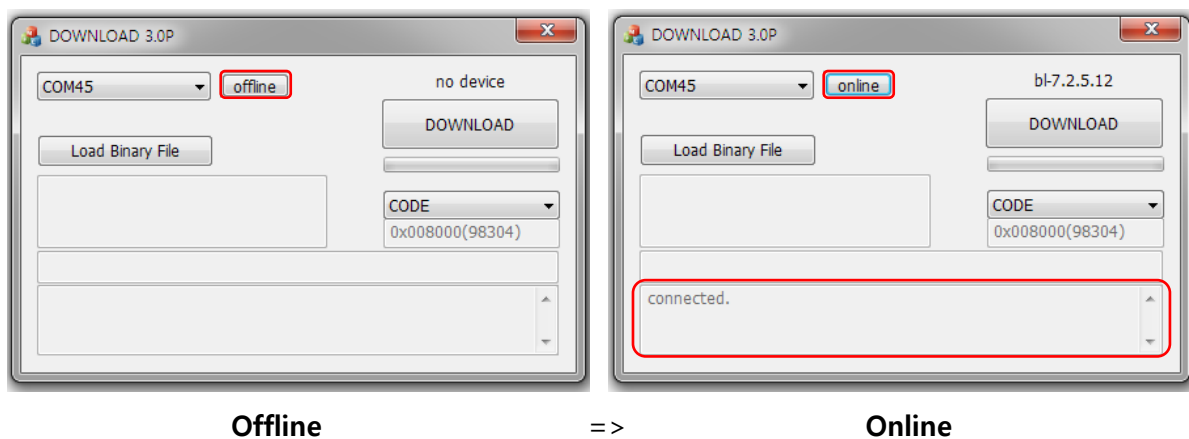 DOWNLOAD 3.0P
COM45
offline
no device
DOWNLOAD
Load Binary File
CODE
0x008000(98304)
DOWNLOAD 3.0P
COM45
online
bl-7.2.5.12
DOWNLOAD
Load Binary File
CODE
0x008000(98304)
connected.
Offline => Online